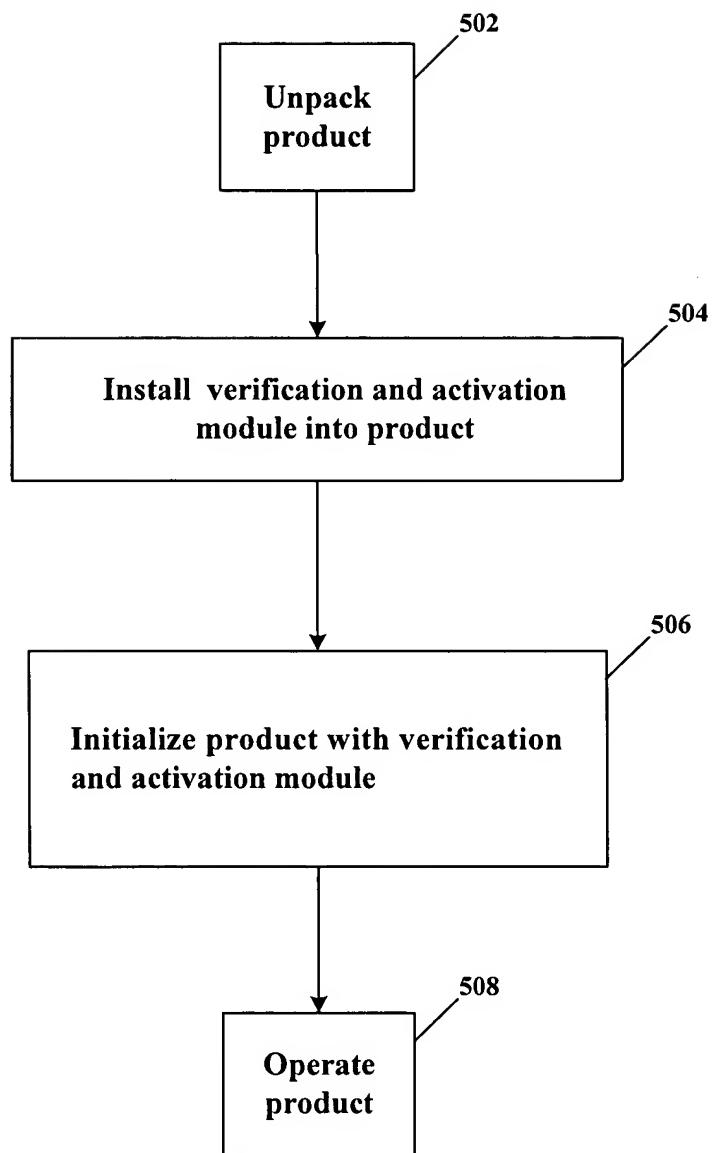 502
Unpack
product
504
Install verification and activation
module into product
506
Initialize product with verification
and activation module
508
Operate
product